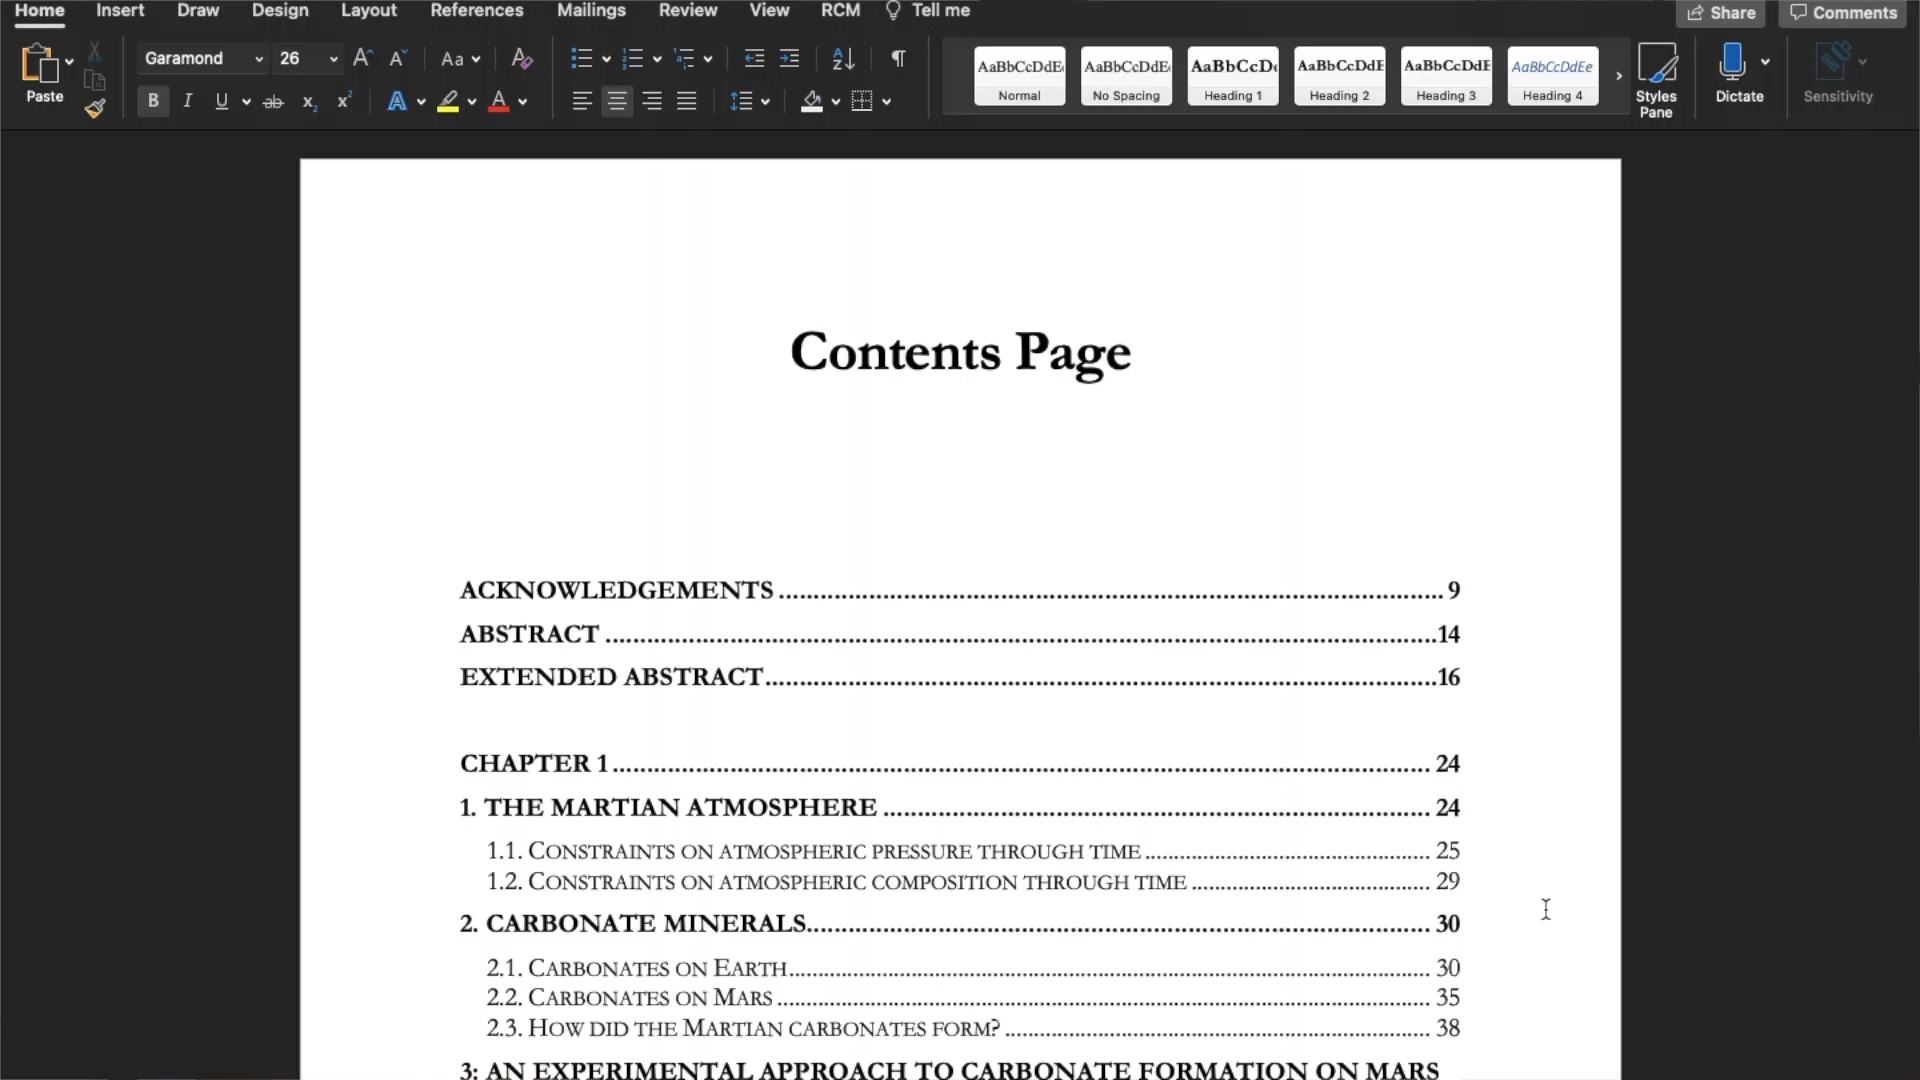 Home Insert Draw Design Layout References Mailings Review View RCM Tell me Share Comments
Paste Garamond 26 Aa A
B I U ab x₂ x² A A
AaBbCcDdE AaBbCcDdE AaBbCcD AaBbCcDdE AaBbCcDdE AaBbCcDdEe
Normal No Spacing Heading 1 Heading 2 Heading 3 Heading 4
Styles Pane Dictate Sensitivity
Contents Page
ACKNOWLEDGEMENTS ........ 9
ABSTRACT ........ 14
EXTENDED ABSTRACT ........ 16
CHAPTER 1 ........ 24
1. THE MARTIAN ATMOSPHERE ........ 24
1.1. CONSTRAINTS ON ATMOSPHERIC PRESSURE THROUGH TIME ........ 25
1.2. CONSTRAINTS ON ATMOSPHERIC COMPOSITION THROUGH TIME ........ 29
2. CARBONATE MINERALS ........ 30
2.1. CARBONATES ON EARTH ........ 30
2.2. CARBONATES ON MARS ........ 35
2.3. HOW DID THE MARTIAN CARBONATES FORM? ........ 38
3: AN EXPERIMENTAL APPROACH TO CARBONATE FORMATION ON MARS